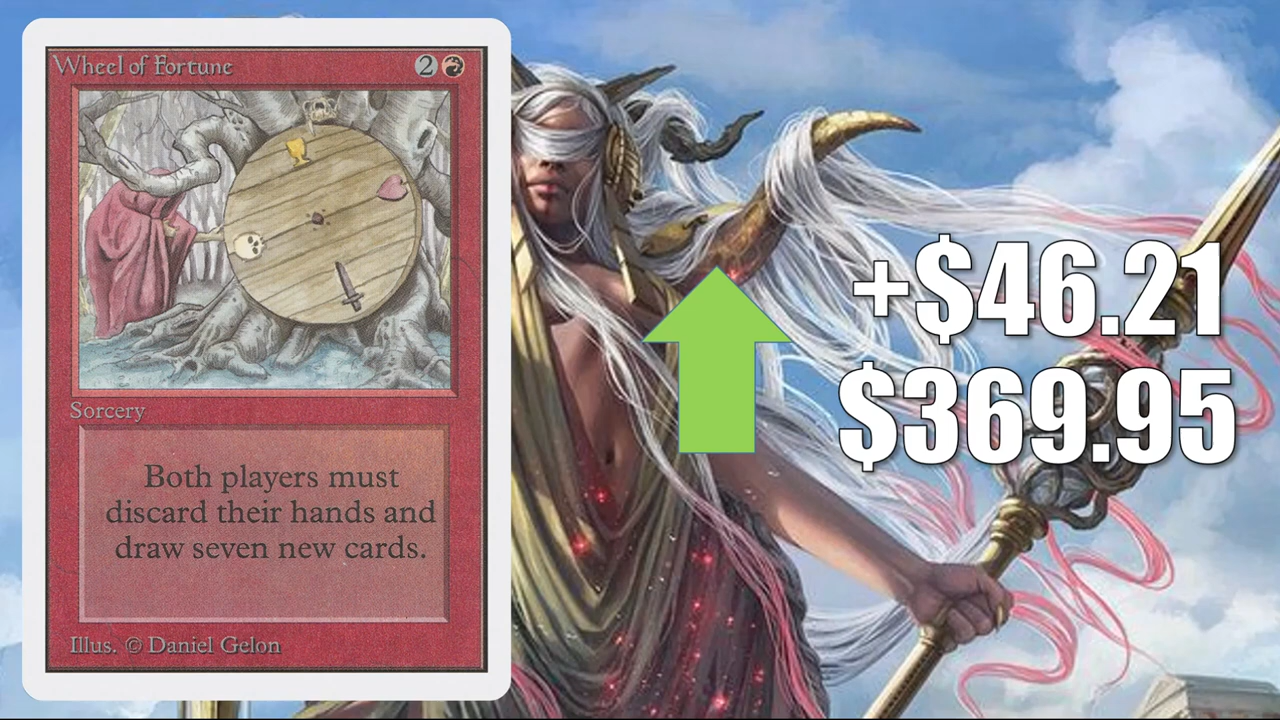 Wheel of Fortune 2
Sorcery
Both players must
discard their hands and
draw seven new cards.
Illus. © Daniel Gelon
+$46.21
$369.95